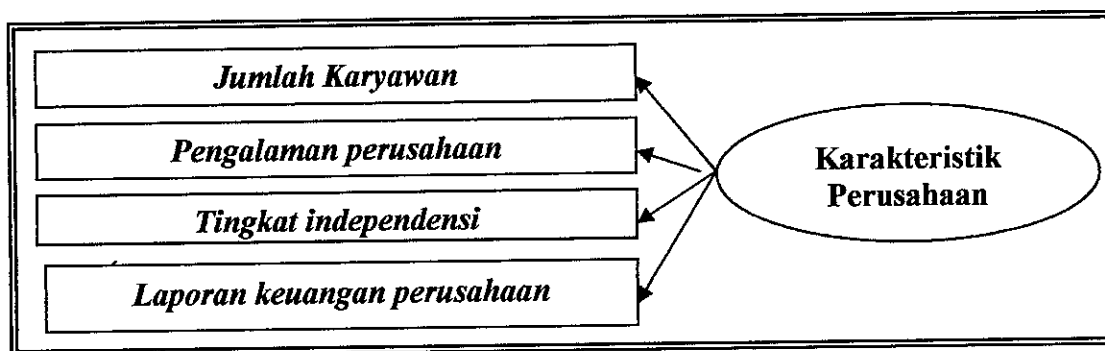 Jumlah Karyawan
Pengalaman perusahaan
Tingkat independensi
Laporan keuangan perusahaan
Karakteristik
Perusahaan